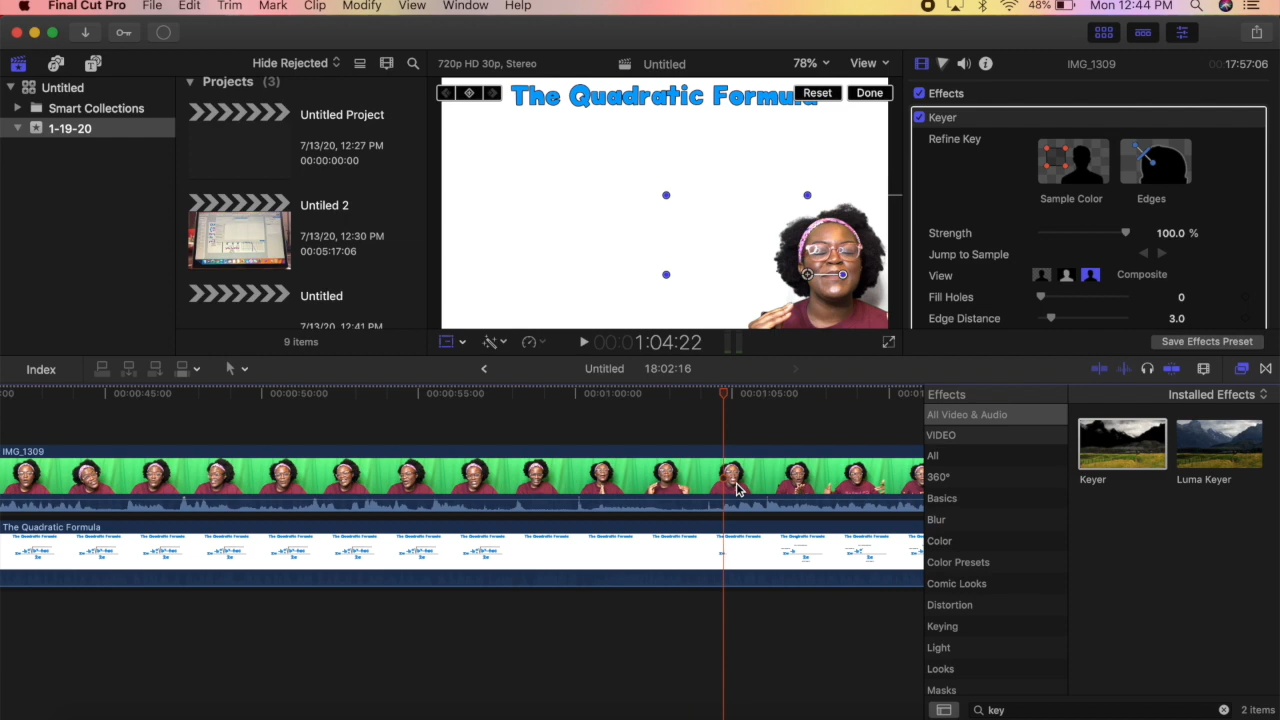 Final Cut Pro File Edit Trim Mark Clip Modify View Window Help 48% Mon 12:44 PM
Hide Rejected 720p HD 30p, Stereo Untitled 78% View IMG_1309 00:00:17:57:06
Untitled
Smart Collections
1-19-20
Projects (3)
Untitled Project
7/13/20, 12:27 PM
00:00:00:00
Untiled 2
7/13/20, 12:30 PM
00:05:17:06
Untitled
7/13/20, 12:41 PM
9 items
The Quadratic Formula
Reset Done
00:00:01:04:22
Effects
Keyer
Refine Key
Sample Color Edges
Strength 100.0 %
Jump to Sample
View Composite
Fill Holes 0
Edge Distance 3.0
Save Effects Preset
Index Untitled 18:02:16
00:00:45:00 00:00:50:00 00:00:55:00 00:01:00:00 00:01:05:00
IMG_1309
The Quadratic Formula
Effects Installed Effects
All Video & Audio
VIDEO
All
360°
Basics
Blur
Color
Color Presets
Comic Looks
Distortion
Keying
Light
Looks
Masks
Keyer Luma Keyer
key 2 items